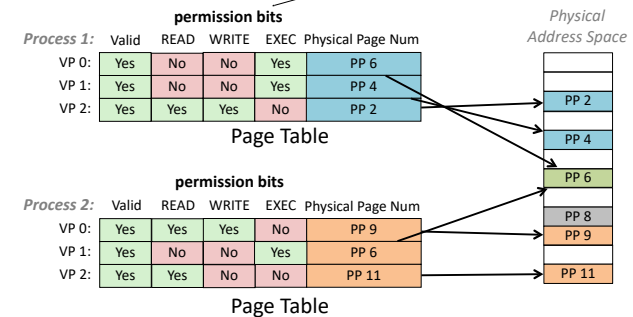 permission bits
Physical
Address Space
Process 1: Valid READ WRITE EXEC Physical Page Num
VP 0: Yes No No Yes PP 6
VP 1: Yes No No Yes PP 4
VP 2: Yes Yes Yes No PP 2
Page Table
PP 2
PP 4
PP 6
PP 8
PP 9
PP 11
permission bits
Process 2: Valid READ WRITE EXEC Physical Page Num
VP 0: Yes Yes Yes No PP 9
VP 1: Yes No No Yes PP 6
VP 2: Yes Yes No No PP 11
Page Table